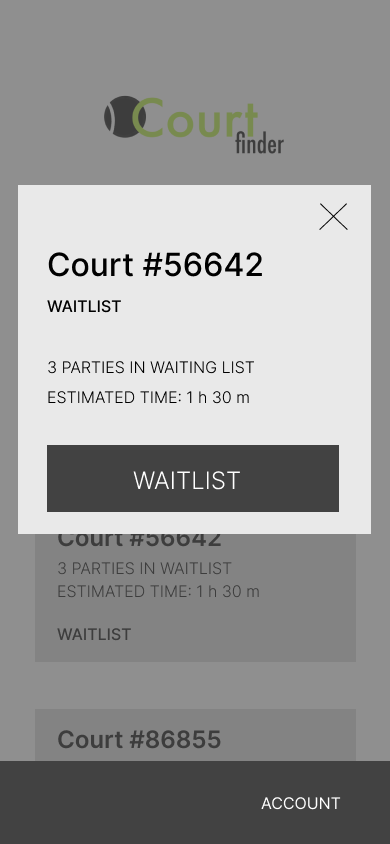 Court
finder
Court #56642
WAITLIST
3 PARTIES IN WAITING LIST
ESTIMATED TIME: 1 h 30 m
WAITLIST
Court #56642
3 PARTIES IN WAITLIST
ESTIMATED TIME: 1 h 30 m
WAITLIST
Court #86855
ACCOUNT